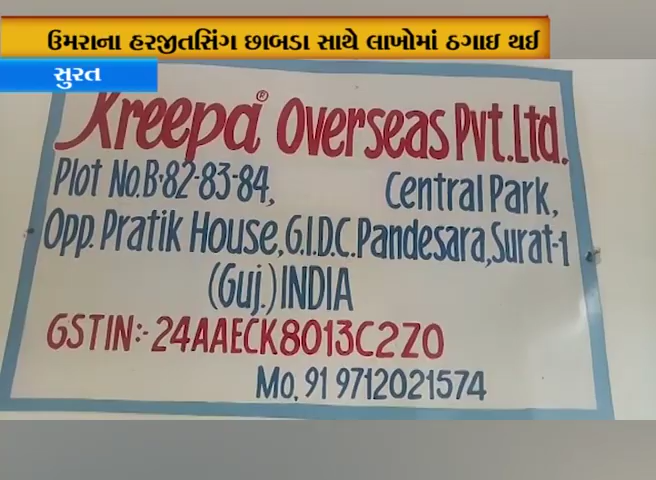 ઉમરાના હરજીતસિંગ છાબડા સાથે લાખોમાં ઠગાઇ થઈ
સુરત
Kreepa® Overseas Pvt.Ltd.
Plot No.B-82-83-84, Central Park,
Opp. Pratik House, G.I.D.C. Pandesara, Surat-1
(Guj.) INDIA
GSTIN:- 24AAECK8013C2Z0
Mo. 91 9712021574